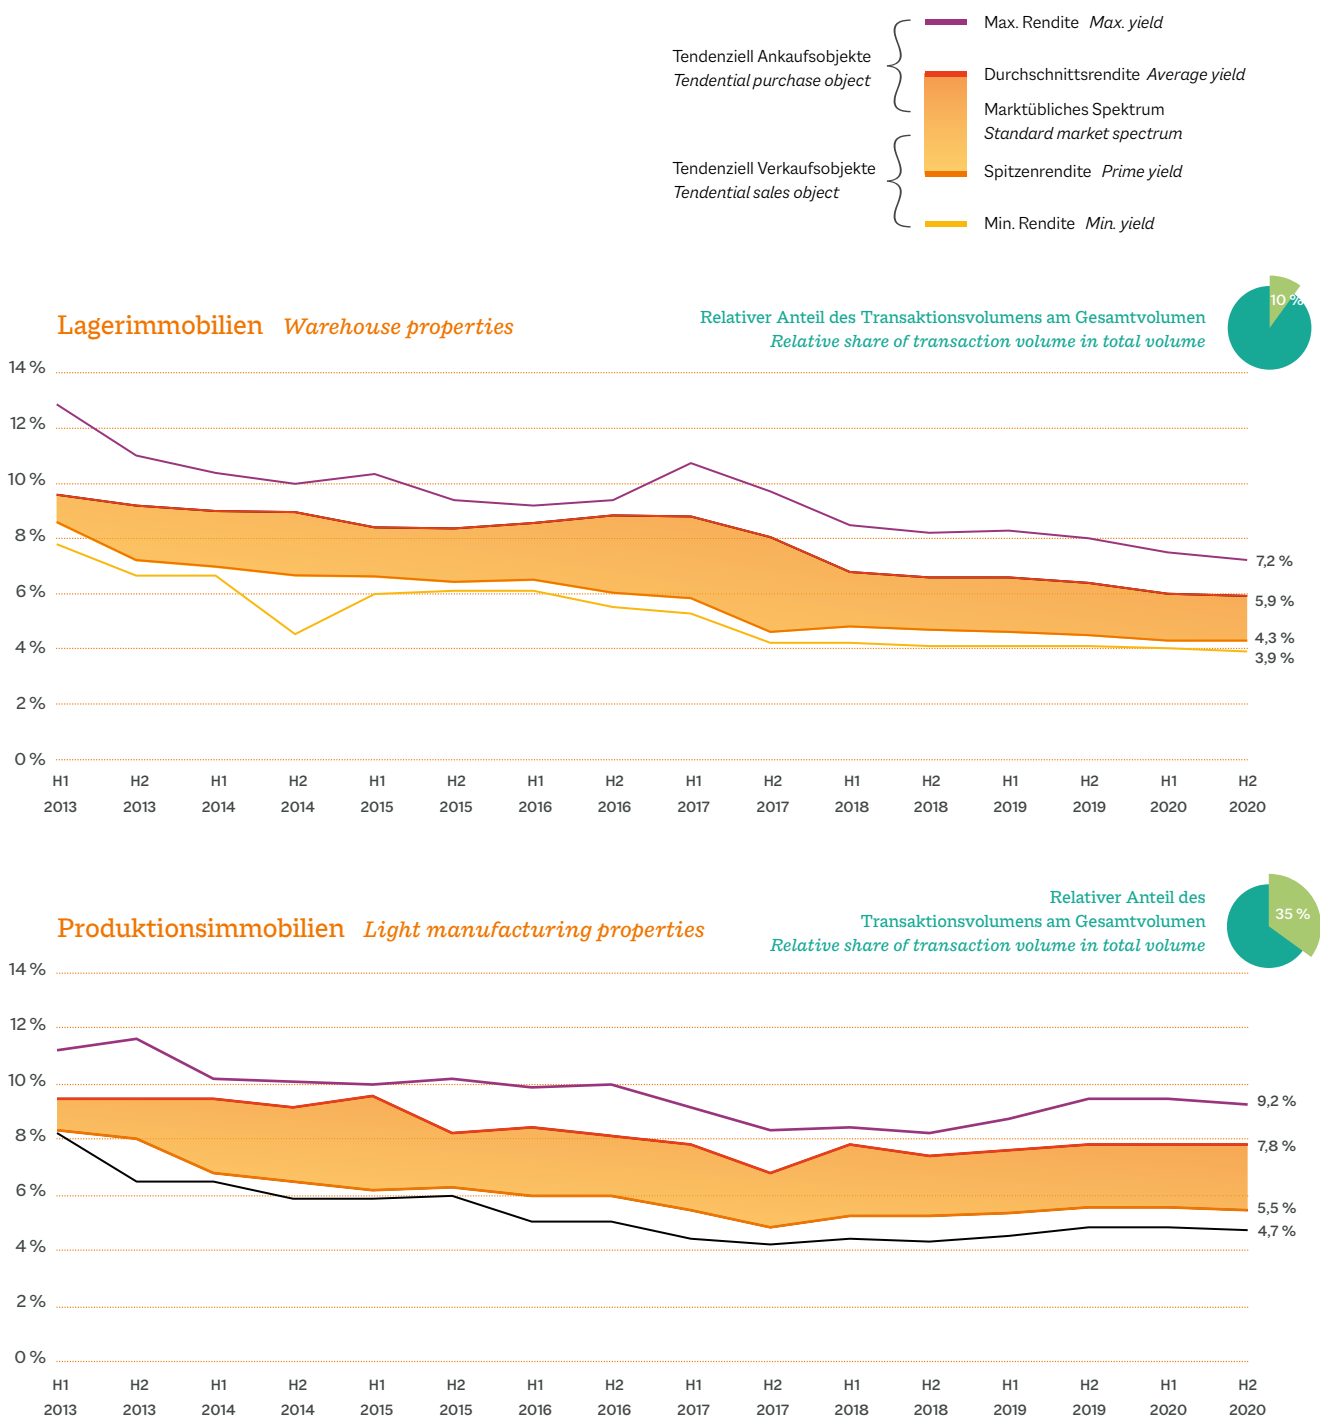 Max. Rendite Max. yield
Tendenziell Ankaufsobjekte
Tendential purchase object
Durchschnittsrendite Average yield
Marktübliches Spektrum
Standard market spectrum
Tendenziell Verkaufsobjekte
Tendential sales object
Spitzenrendite Prime yield
Min. Rendite Min. yield
Lagerimmobilien Warehouse properties
Relativer Anteil des Transaktionsvolumens am Gesamtvolumen
Relative share of transaction volume in total volume
10 %
14 %
12 %
10 %
8 %
6 %
4 %
2 %
0 %
7,2 %
5,9 %
4,3 %
3,9 %
H1 H2 H1 H2 H1 H2 H1 H2 H1 H2 H1 H2 H1 H2 H1 H2
2013 2013 2014 2014 2015 2015 2016 2016 2017 2017 2018 2018 2019 2019 2020 2020
Produktionsimmobilien Light manufacturing properties
Relativer Anteil des
Transaktionsvolumens am Gesamtvolumen
Relative share of transaction volume in total volume
35 %
14 %
12 %
10 %
8 %
6 %
4 %
2 %
0 %
9,2 %
7,8 %
5,5 %
4,7 %
H1 H2 H1 H2 H1 H2 H1 H2 H1 H2 H1 H2 H1 H2 H1 H2
2013 2013 2014 2014 2015 2015 2016 2016 2017 2017 2018 2018 2019 2019 2020 2020